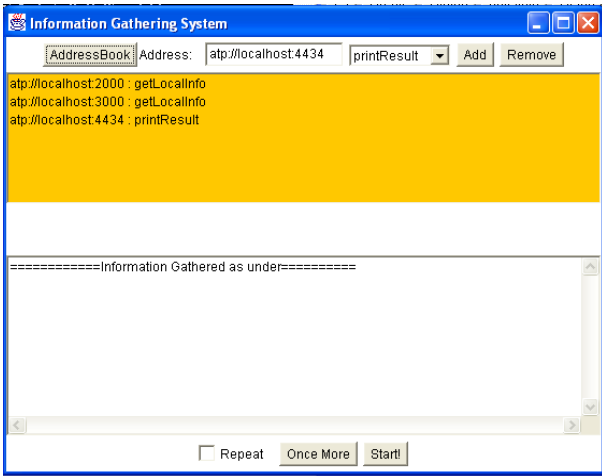 Information Gathering System
AddressBook Address: atp://localhost:4434 printResult Add Remove
atp://localhost:2000 : getLocalInfo
atp://localhost:3000 : getLocalInfo
atp://localhost:4434 : printResult
============Information Gathered as under==========
Repeat Once More Start!